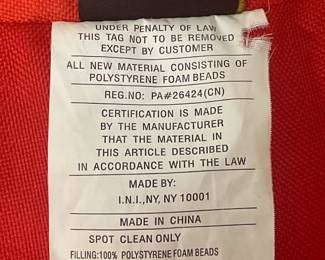 UNDER PENALTY OF LAW,
THIS TAG NOT TO BE REMOVED
EXCEPT BY CUSTOMER
ALL NEW MATERIAL CONSISTING OF
POLYSTYRENE FOAM BEADS
REG.NO: PA#26424(CN)
CERTIFICATION IS MADE
BY THE MANUFACTURER
THAT THE MATERIAL IN
THIS ARTICLE DESCRIBED
IN ACCORDANCE WITH THE LAW
MADE BY:
I.N.I., NY, NY 10001
MADE IN CHINA
SPOT CLEAN ONLY
FILLING:100% POLYSTYRENE FOAM BEADS